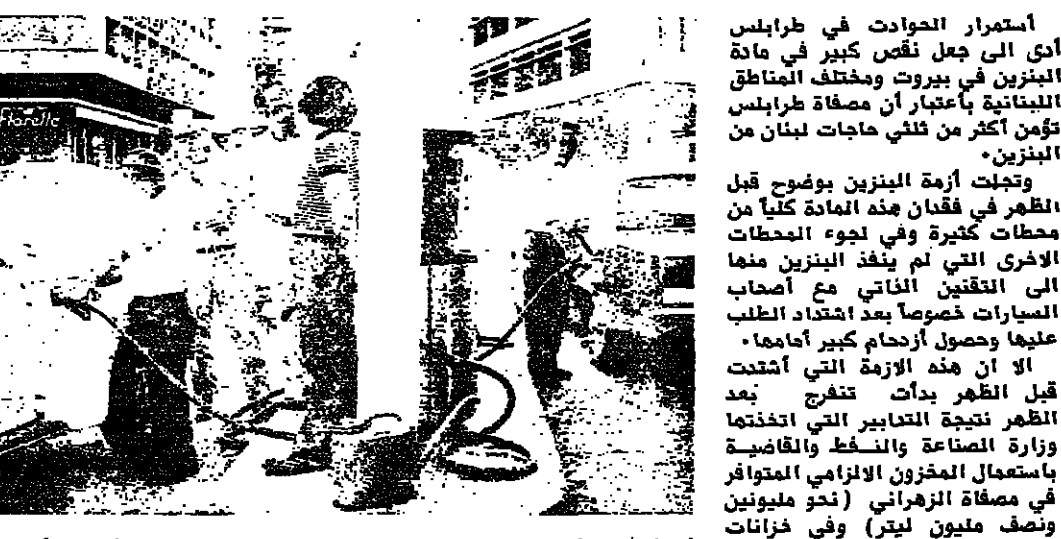 أستمرار الحوادث في طرابلس
أدى الى جعل نقص كبير في مادة
البنزين في بيروت ومختلف المناطق
اللبنانية بأعتبار أن مصفاة طرابلس
تؤمن أكثر من ثلثي حاجات لبنان من
البنزين٠
وتجلت أزمة البنزين بوضوح قبل
الظهر في فقدان هذه المادة كلياً من
محطات كثيرة وفي لجوء المحطات
الاخرى التي لم ينفذ البنزين منها
الى التقنين الذاتي مع أصحاب
السيارات خصوصاً بعد اشتداد الطلب
عليها وحصول أزدحام كبير أمامها٠
الا ان هذه الازمة التي أشتدت
قبل الظهر بدأت تنفرج بعد
الظهر نتيجة التدابير التي اتخذتها
وزارة الصناعة والنــفط والقاضيــة
باستعمال المخزون الالزامي المتوافر
في مصفاة الزهراني (نحو مليونين
ونصف مليون ليتر) وفي خزانات